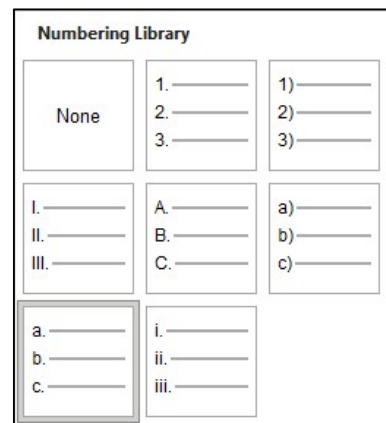 Numbering Library
None
1.
2.
3.
1)
2)
3)
I.
II.
III.
A.
B.
C.
a)
b)
c)
a.
b.
c.
i.
ii.
iii.